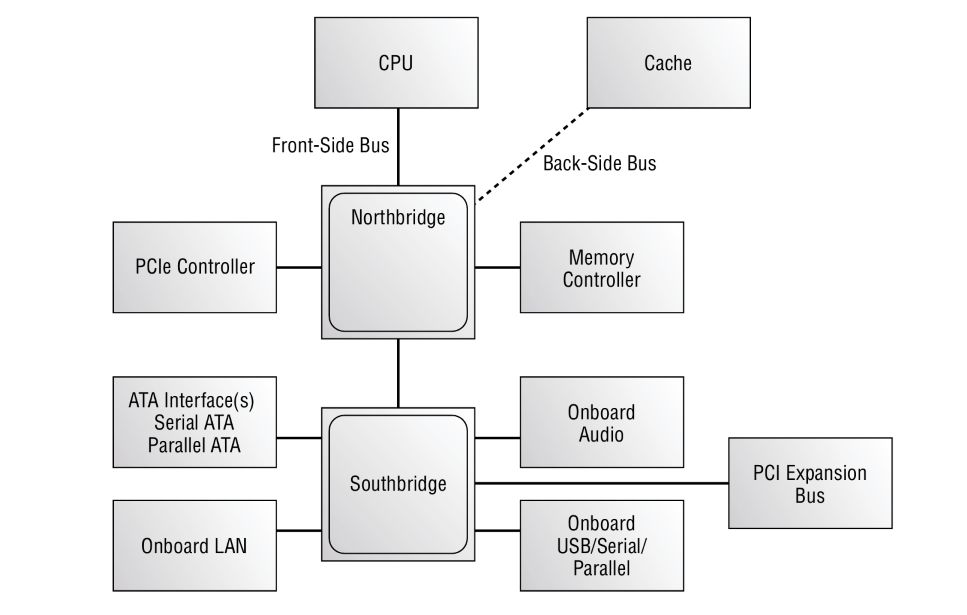 CPU
Cache
Front-Side Bus
Back-Side Bus
Northbridge
PCIe Controller
Memory
Controller
ATA Interface(s)
Serial ATA
Parallel ATA
Onboard
Audio
Southbridge
PCI Expansion
Bus
Onboard LAN
Onboard
USB/Serial/
Parallel